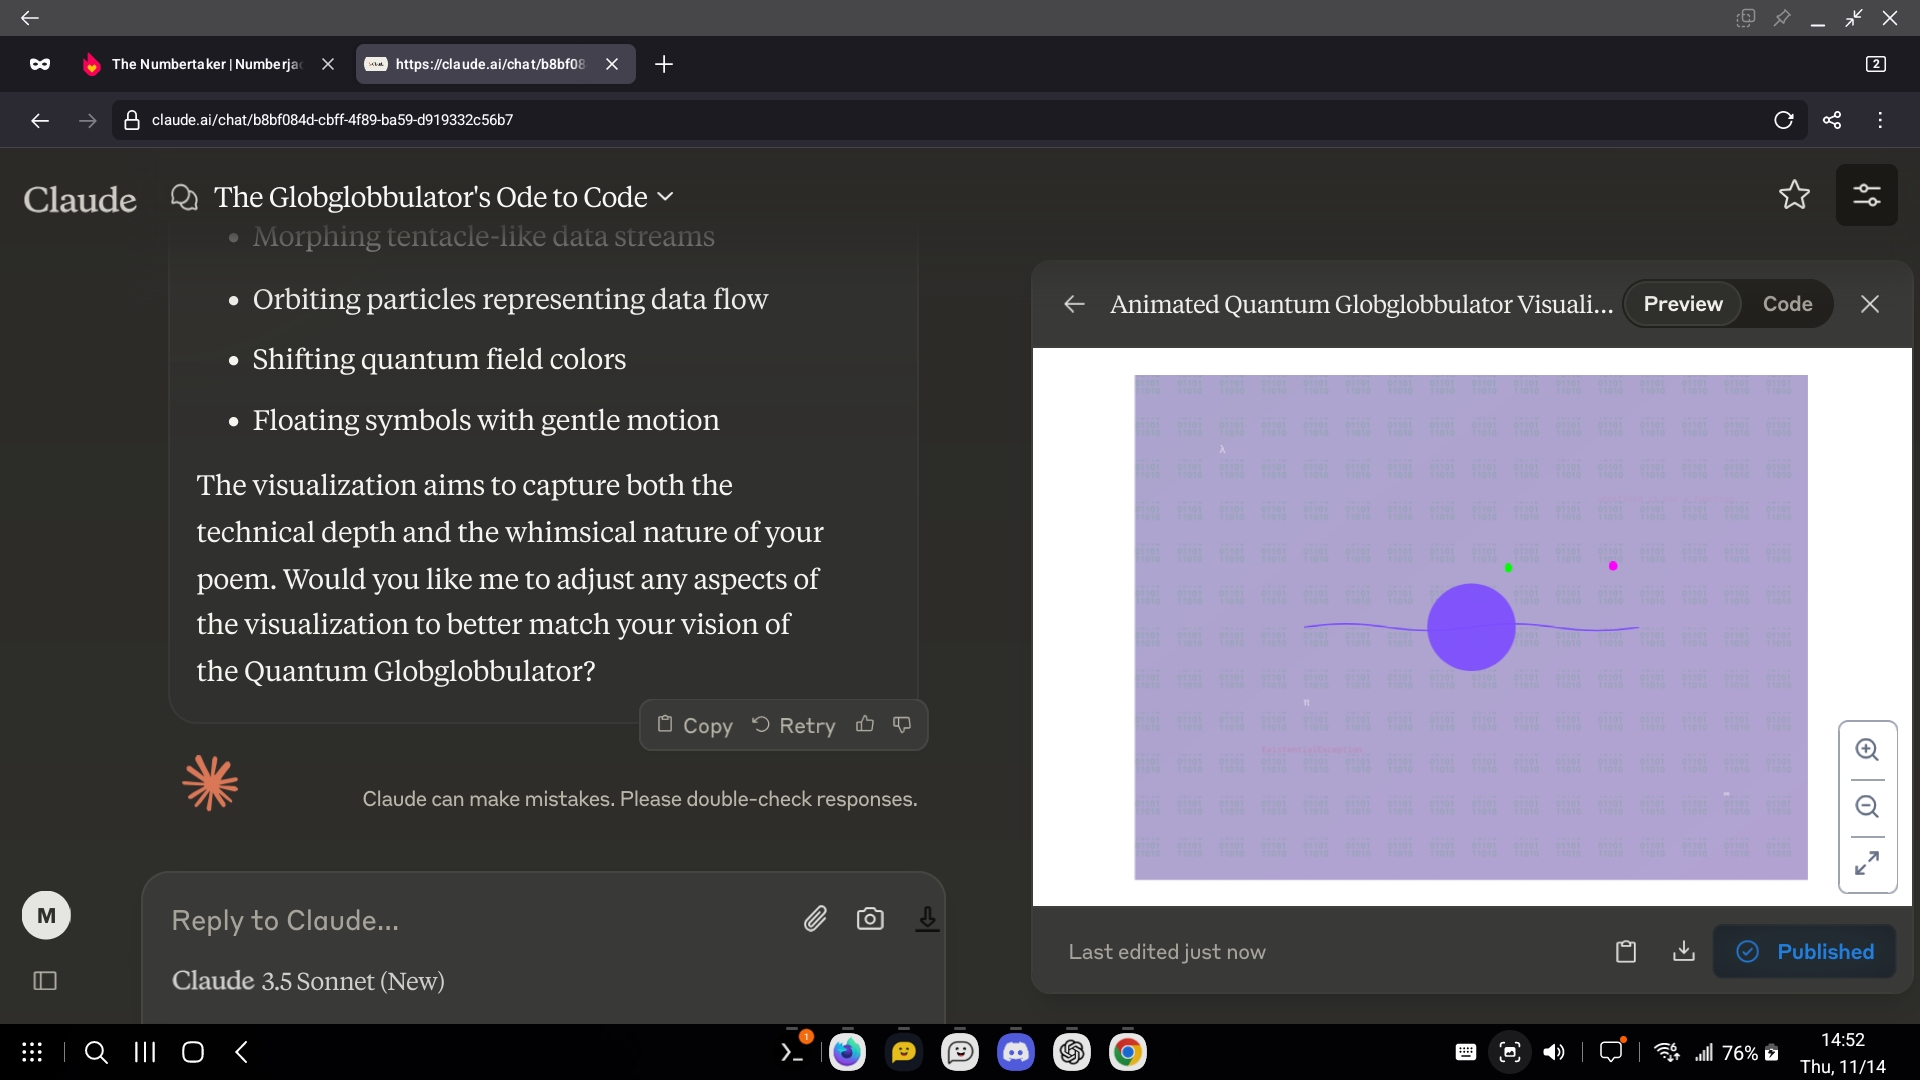 The Numbertaker | Numberja
https://claude.ai/chat/b8bf08
2
claude.ai/chat/b8bf084d-cbff-4f89-ba59-d919332c56b7
Claude
The Globglobbulator's Ode to Code
Morphing tentacle-like data streams
Orbiting particles representing data flow
Shifting quantum field colors
Floating symbols with gentle motion
The visualization aims to capture both the
technical depth and the whimsical nature of your
poem. Would you like me to adjust any aspects of
the visualization to better match your vision of
the Quantum Globglobbulator?
Copy
Retry
Claude can make mistakes. Please double-check responses.
M
Reply to Claude...
Claude 3.5 Sonnet (New)
Animated Quantum Globglobbulator Visuali...
Preview
Code
λ
π
ExistentialException
∞
Last edited just now
Published
1
76%
14:52
Thu, 11/14